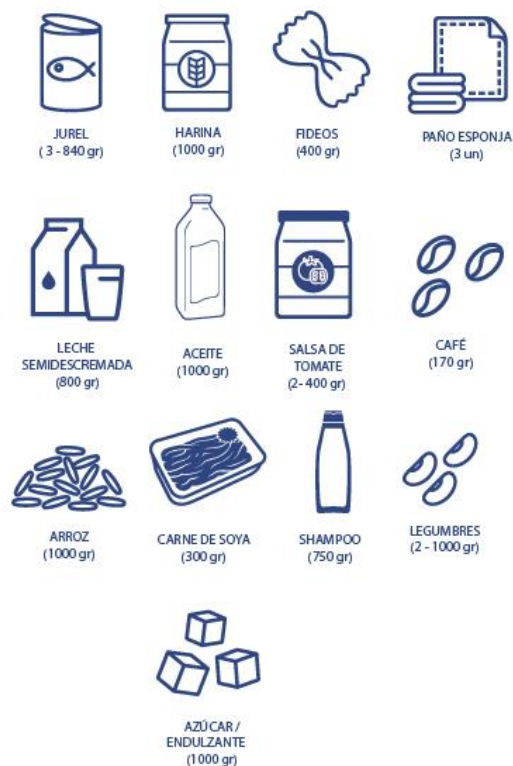 JUREL
( 3 - 840 gr)
HARINA
(1000 gr)
FIDEOS
(400 gr)
PAÑO ESPONJA
(3 un)
LECHE
SEMIDESCREMADA
(800 gr)
ACEITE
(1000 gr)
SALSA DE
TOMATE
(2- 400 gr)
CAFÉ
(170 gr)
ARROZ
(1000 gr)
CARNE DE SOYA
(300 gr)
SHAMPOO
(750 gr)
LEGUMBRES
(2 - 1000 gr)
AZÚCAR /
ENDULZANTE
(1000 gr)